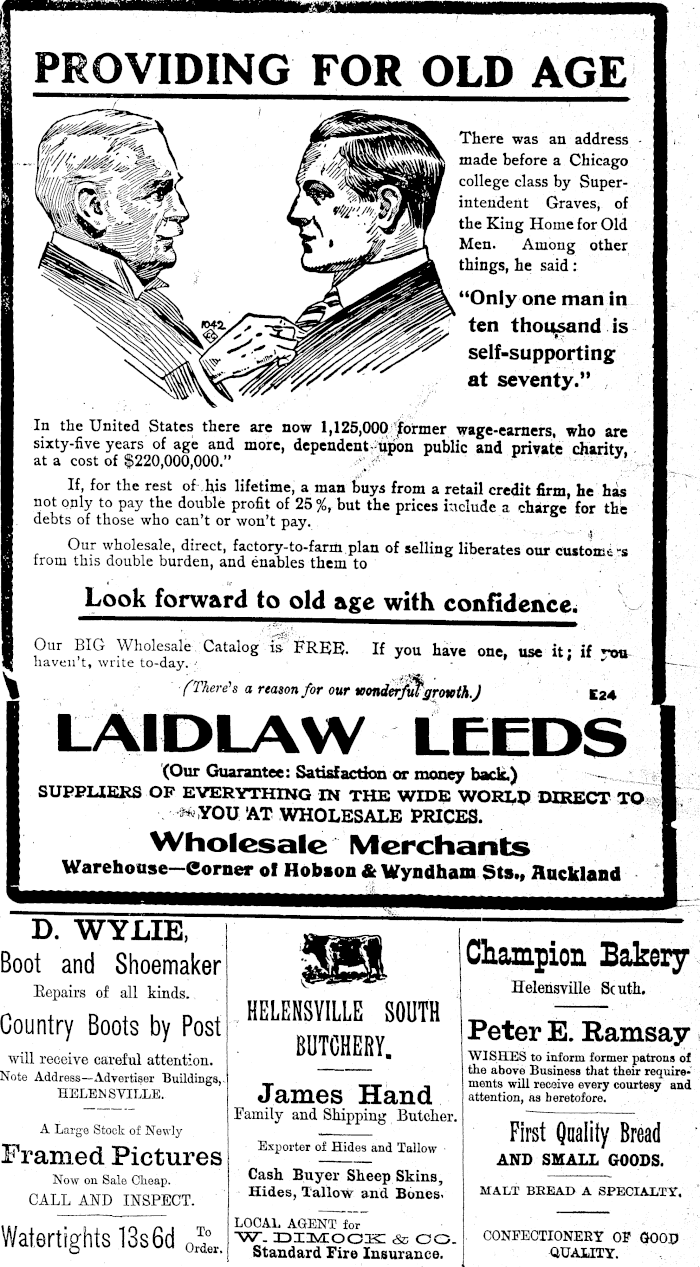 PROVIDING FOR OLD AGE
There was an address
made before a Chicago
college class by Super-
intendent Graves, of
the King Home for Old
Men. Among other
things, he said :
"Only one man in
ten thousand is
self-supporting
at seventy."
1042
In the United States there are now 1,125,000 former wage-earners, who are
sixty-five years of age and more, dependent upon public and private charity,
at a cost of $220,000,000."
If, for the rest of his lifetime, a man buys from a retail credit firm, he has
not only to pay the double profit of 25%, but the prices include a charge for the
debts of those who can't or won't pay.
Our wholesale, direct, factory-to-farm plan of selling liberates our customers
from this double burden, and enables them to
Look forward to old age with confidence.
Our BIG Wholesale Catalog is FREE. If you have one, use it; if you
haven't, write to-day.
(There's a reason for our wonderful growth.)
E24
LAIDLAW LEEDS
(Our Guarantee: Satisfaction or money back.)
SUPPLIERS OF EVERYTHING IN THE WIDE WORLD DIRECT TO
YOU AT WHOLESALE PRICES.
Wholesale Merchants
Warehouse—Corner of Hobson & Wyndham Sts., Auckland
D. WYLIE,
Boot and Shoemaker
Repairs of all kinds.
Country Boots by Post
will receive careful attention.
Note Address—Advertiser Buildings,
HELENSVILLE.
A Large Stock of Newly
Framed Pictures
Now on Sale Cheap.
CALL AND INSPECT.
Watertights 13s6d To Order.
HELENSVILLE SOUTH
BUTCHERY.
James Hand
Family and Shipping Butcher.
Exporter of Hides and Tallow
Cash Buyer Sheep Skins,
Hides, Tallow and Bones.
LOCAL AGENT for
W. DIMOCK & CO.
Standard Fire Insurance.
Champion Bakery
Helensville South.
Peter E. Ramsay
WISHES to inform former patrons of
the above Business that their require-
ments will receive every courtesy and
attention, as heretofore.
First Quality Bread
AND SMALL GOODS.
MALT BREAD A SPECIALTY.
CONFECTIONERY OF GOOD
QUALITY.